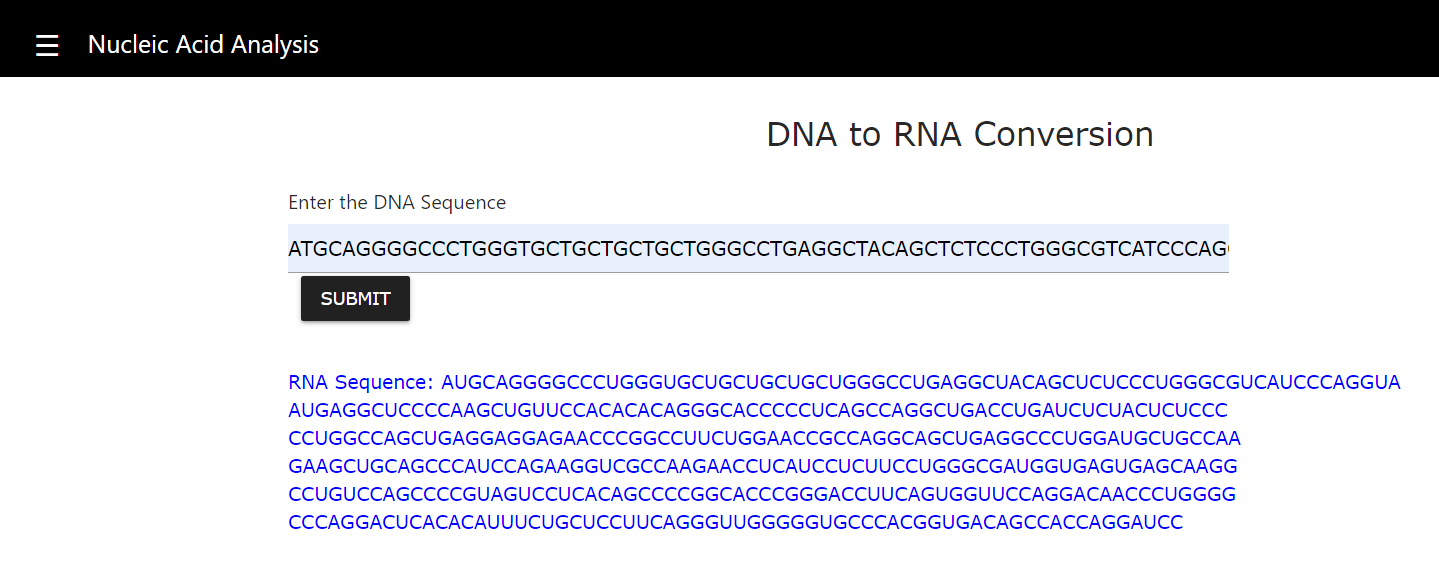 Nucleic Acid Analysis
DNA to RNA Conversion
Enter the DNA Sequence
ATGCAGGGGCCCTGGGTGCTGCTGCTGCTGGGCCTGAGGCTACAGCTCTCCCTGGGCGTCATCCCAG
SUBMIT
RNA Sequence: AUGCAGGGGCCCUGGGUGCUGCUGCUGCUGGGCCUGAGGCUACAGCUCUCCCUGGGCGUCAUCCCAGGUA
AUGAGGCUCCCCAAGCUGUUCCACACACAGGGCACCCCCUCAGCCAGGCUGACCUGAUCUCUACUCUCCC
CCUGGCCAGCUGAGGAGGAGAACCCGGCCUUCUGGAACCGCCAGGCAGCUGAGGCCCUGGAUGCUGCCAA
GAAGCUGCAGCCCAUCCAGAAGGUCGCCAAGAACCUCAUCCUCUUCCUGGGCGAUGGUGAGUGAGCAAGG
CCUGUCCAGCCCCGUAGUCCUCACAGCCCCGGCACCCGGGACCUUCAGUGGUUCCAGGACAACCCUGGGG
CCCAGGACUCACACAUUUCUGCUCCUUCAGGGUUGGGGGUGCCCACGGUGACAGCCACCAGGAUCC